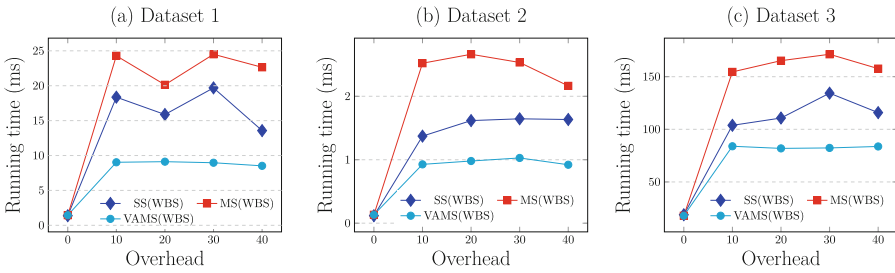 (a) Dataset 1
Running time (ms)
25
20
15
10
5
0
SS(WBS)
MS(WBS)
VAMS(WBS)
0 10 20 30 40
Overhead
(b) Dataset 2
Running time (ms)
2
1
0
SS(WBS)
MS(WBS)
VAMS(WBS)
0 10 20 30 40
Overhead
(c) Dataset 3
Running time (ms)
150
100
50
SS(WBS)
MS(WBS)
VAMS(WBS)
0 10 20 30 40
Overhead